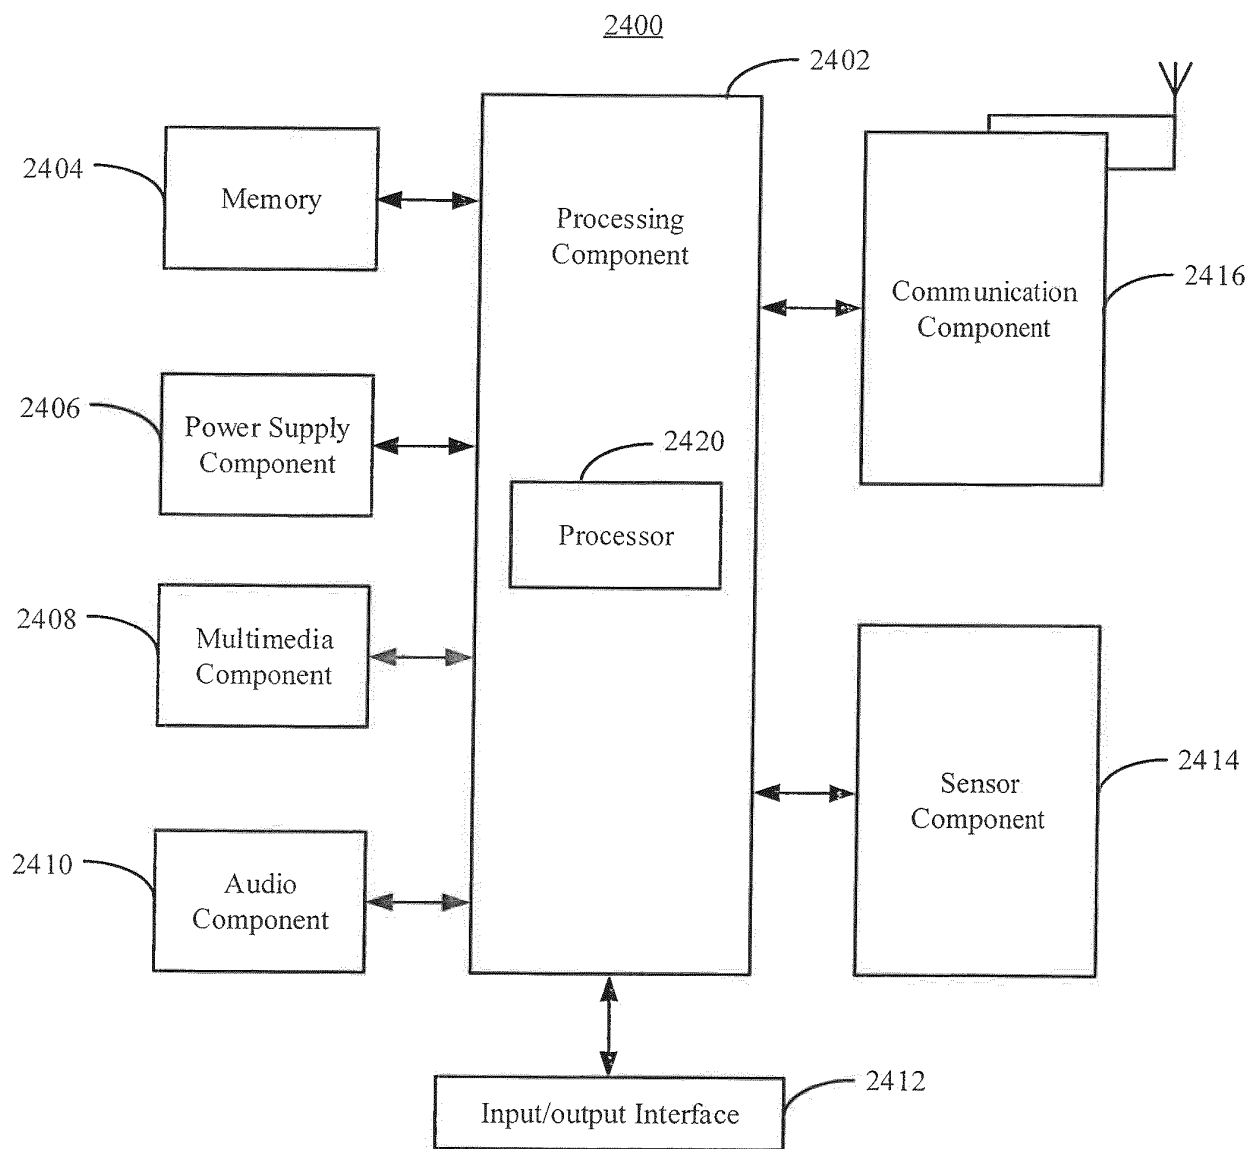 2400
2402
2404
Memory
Processing
Component
Communication
Component
2416
2406
Power Supply
Component
2420
Processor
2408
Multimedia
Component
Sensor
Component
2414
2410
Audio
Component
2412
Input/output Interface